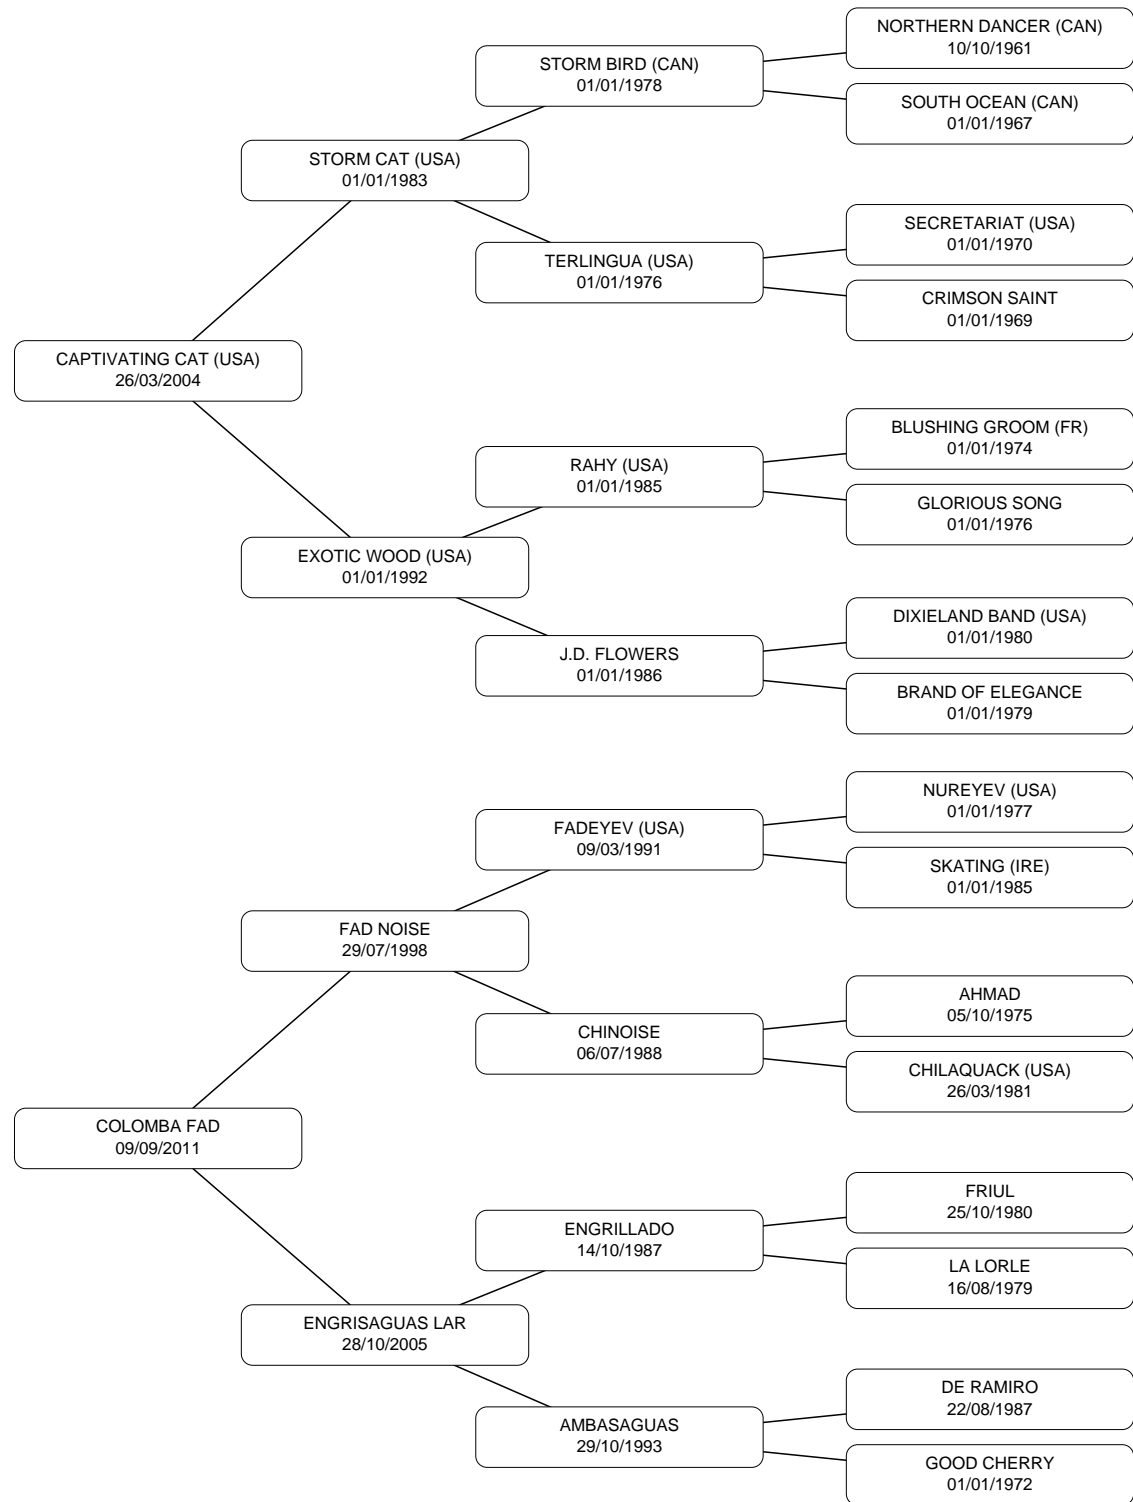 NORTHERN DANCER (CAN)
10/10/1961
STORM BIRD (CAN)
01/01/1978
SOUTH OCEAN (CAN)
01/01/1967
STORM CAT (USA)
01/01/1983
SECRETARIAT (USA)
01/01/1970
TERLINGUA (USA)
01/01/1976
CRIMSON SAINT
01/01/1969
CAPTIVATING CAT (USA)
26/03/2004
BLUSHING GROOM (FR)
01/01/1974
RAHY (USA)
01/01/1985
GLORIOUS SONG
01/01/1976
EXOTIC WOOD (USA)
01/01/1992
DIXIELAND BAND (USA)
01/01/1980
J.D. FLOWERS
01/01/1986
BRAND OF ELEGANCE
01/01/1979
NUREYEV (USA)
01/01/1977
FADEYEV (USA)
09/03/1991
SKATING (IRE)
01/01/1985
FAD NOISE
29/07/1998
AHMAD
05/10/1975
CHINOISE
06/07/1988
CHILAQUACK (USA)
26/03/1981
COLOMBA FAD
09/09/2011
FRIUL
25/10/1980
ENGRILLADO
14/10/1987
LA LORLE
16/08/1979
ENGRISAGUAS LAR
28/10/2005
DE RAMIRO
22/08/1987
AMBASAGUAS
29/10/1993
GOOD CHERRY
01/01/1972